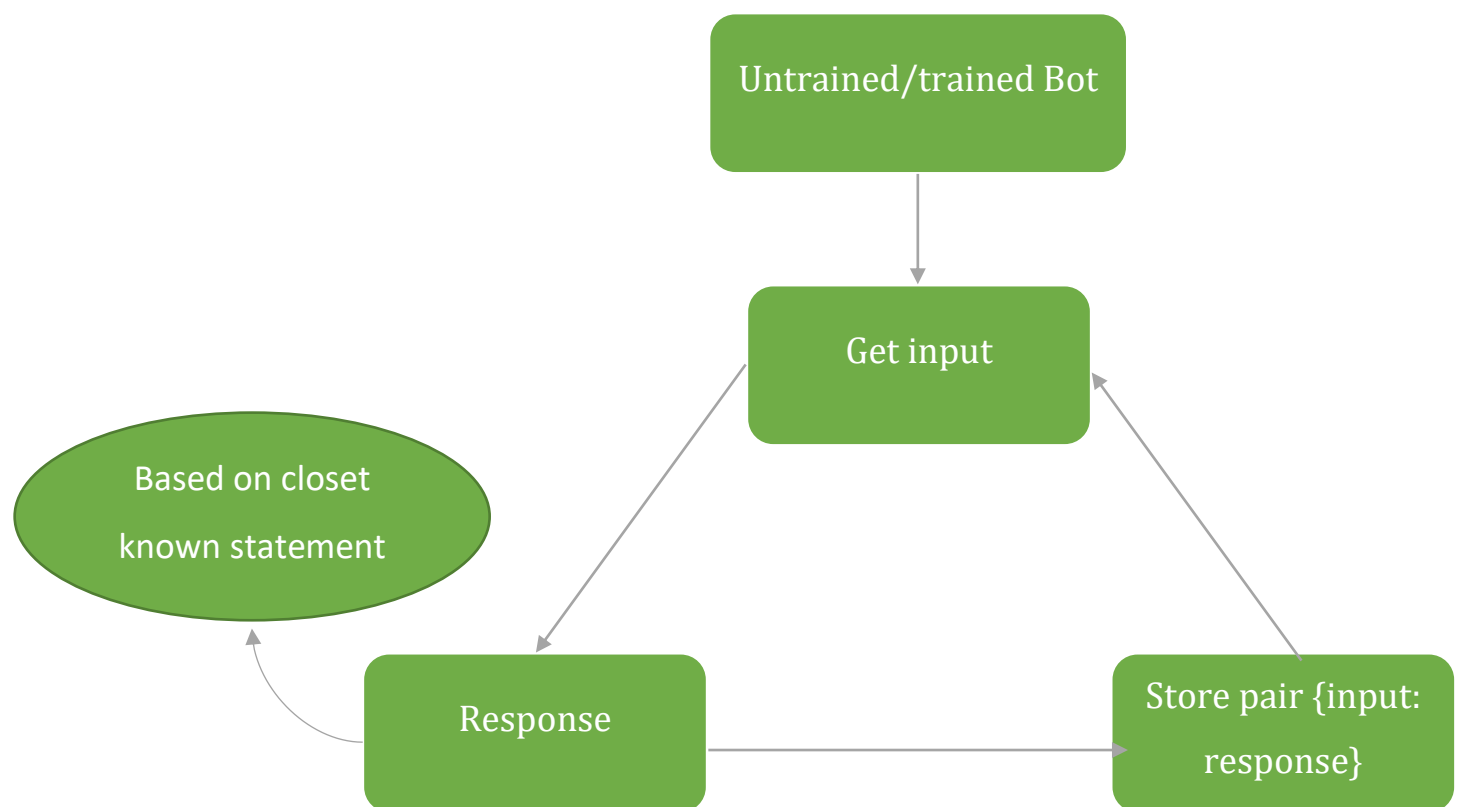 Untrained/trained Bot
Get input
Based on closet
known statement
Response
Store pair {input:
response}